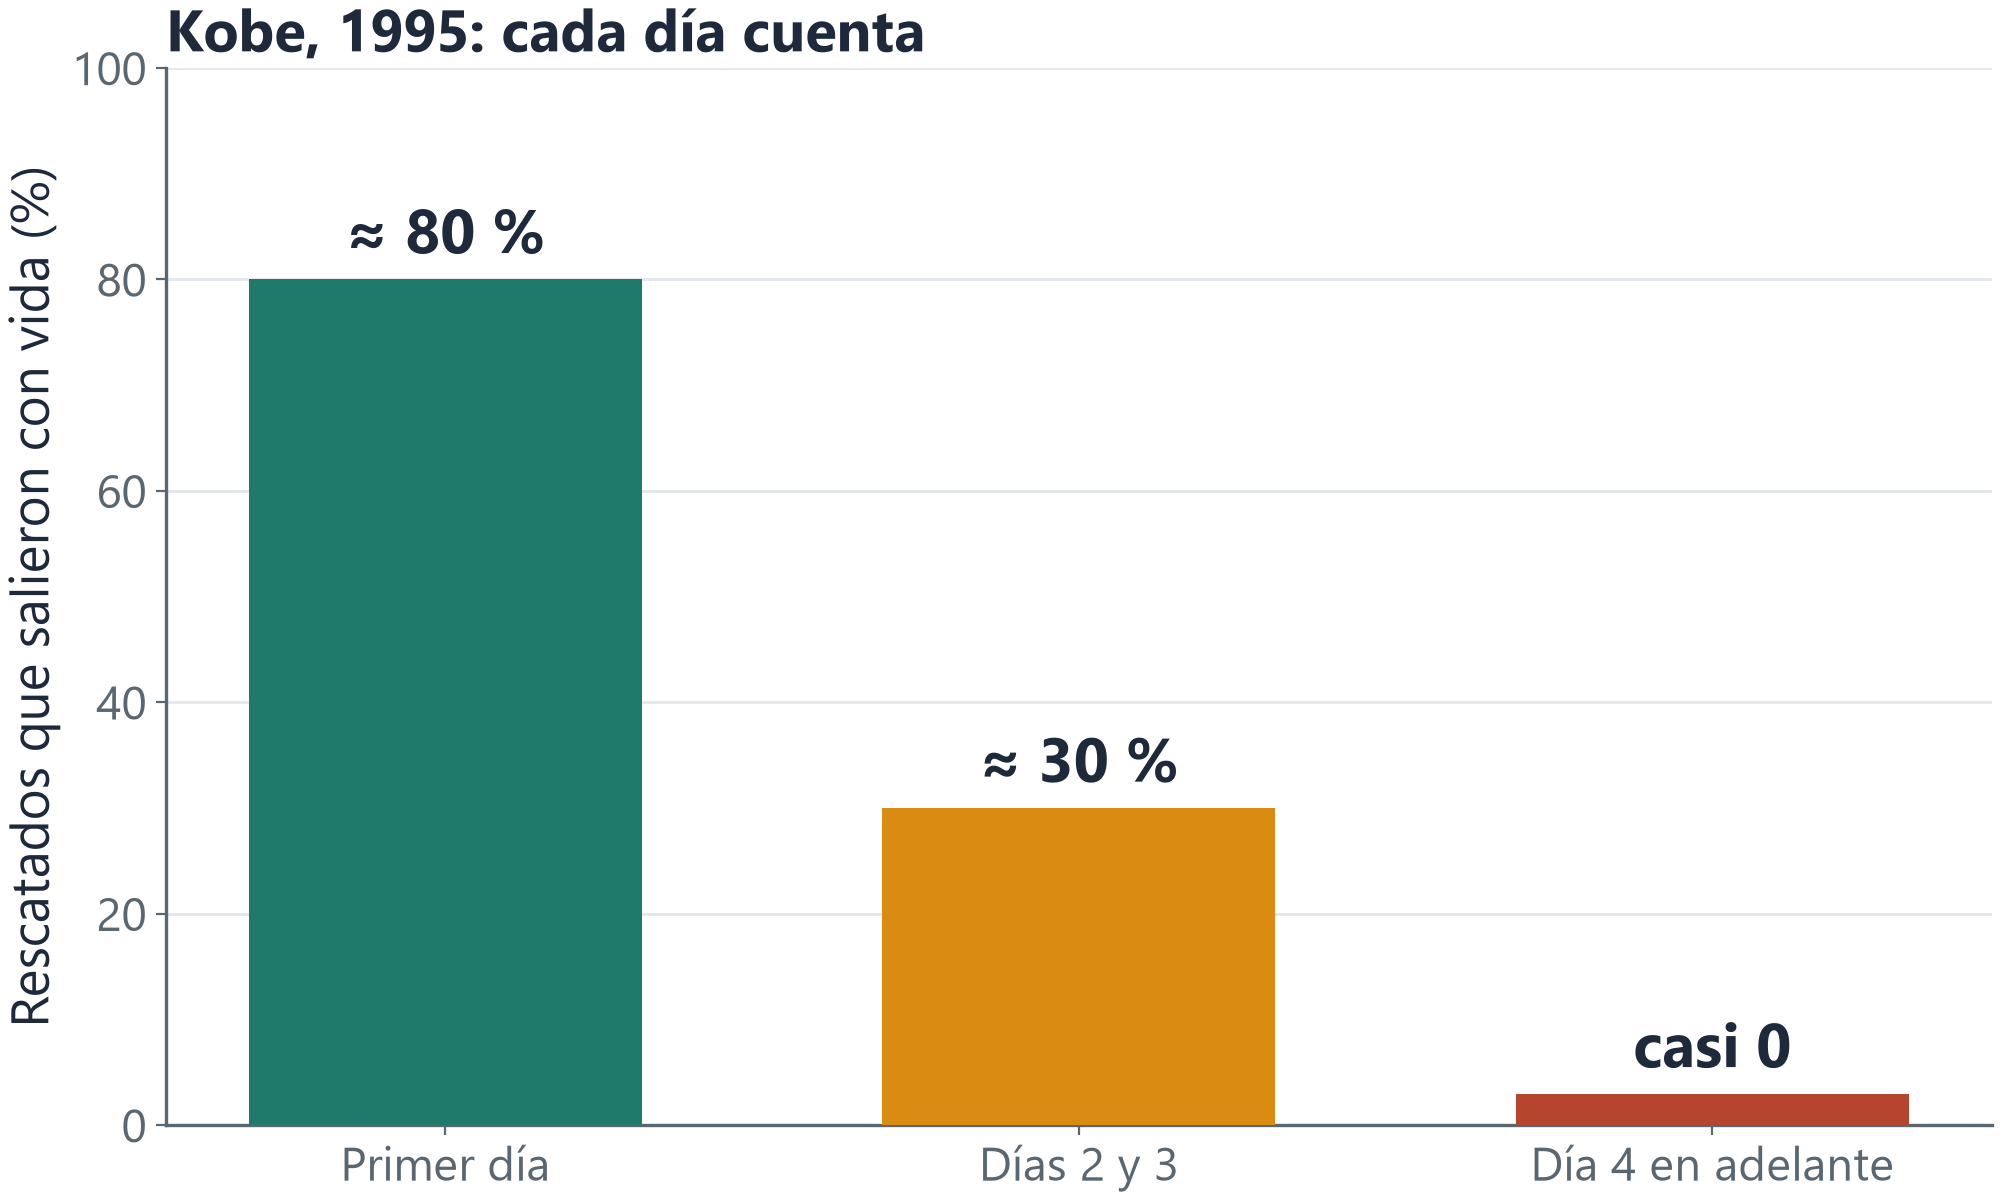 Kobe, 1995: cada día cuenta
Rescatados que salieron con vida (%)
100
80
60
40
20
0
≈ 80 %
≈ 30 %
casi 0
Primer día
Días 2 y 3
Día 4 en adelante